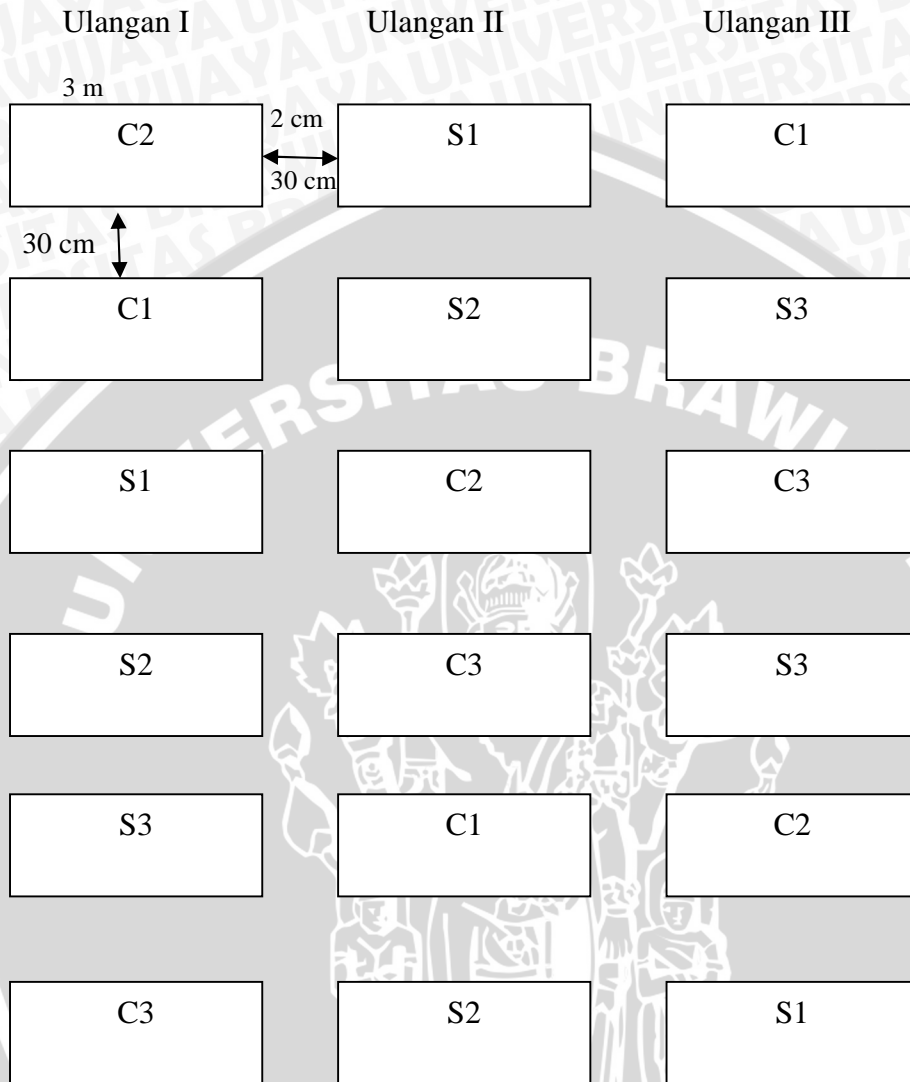 Ulangan I Ulangan II Ulangan III
3 m
C2 2 cm S1 C1
30 cm
30 cm
C1 S2 S3
S1 C2 C3
S2 C3 S3
S3 C1 C2
C3 S2 S1